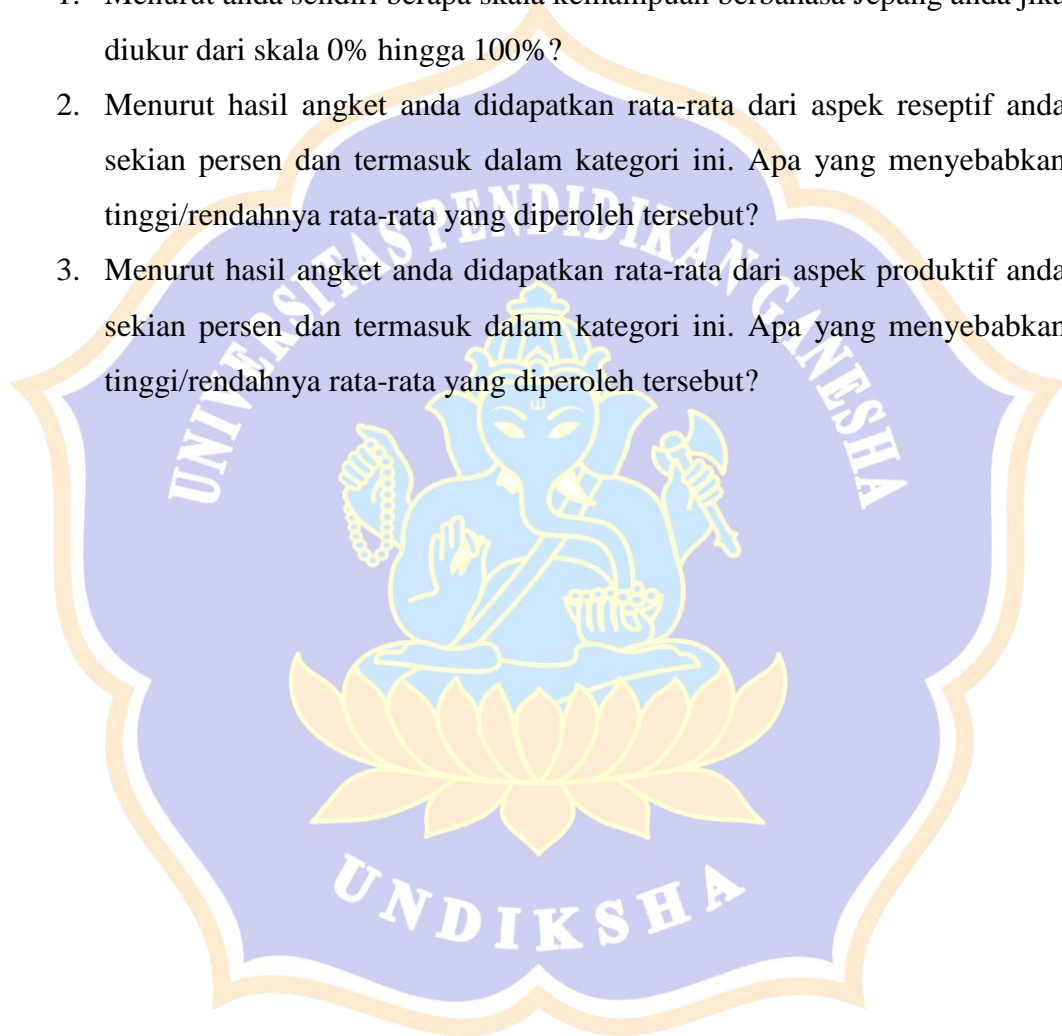 1. Menurut anda sendiri berapa skala kemampuan berbahasa Jepang anda jika
diukur dari skala 0% hingga 100%?
2. Menurut hasil angket anda didapatkan rata-rata dari aspek reseptif anda
sekian persen dan termasuk dalam kategori ini. Apa yang menyebabkan
tinggi/rendahnya rata-rata yang diperoleh tersebut?
3. Menurut hasil angket anda didapatkan rata-rata dari aspek produktif anda
sekian persen dan termasuk dalam kategori ini. Apa yang menyebabkan
tinggi/rendahnya rata-rata yang diperoleh tersebut?
UNIVERSITAS PENDIDIKAN GANESHA
UNDIKSHA